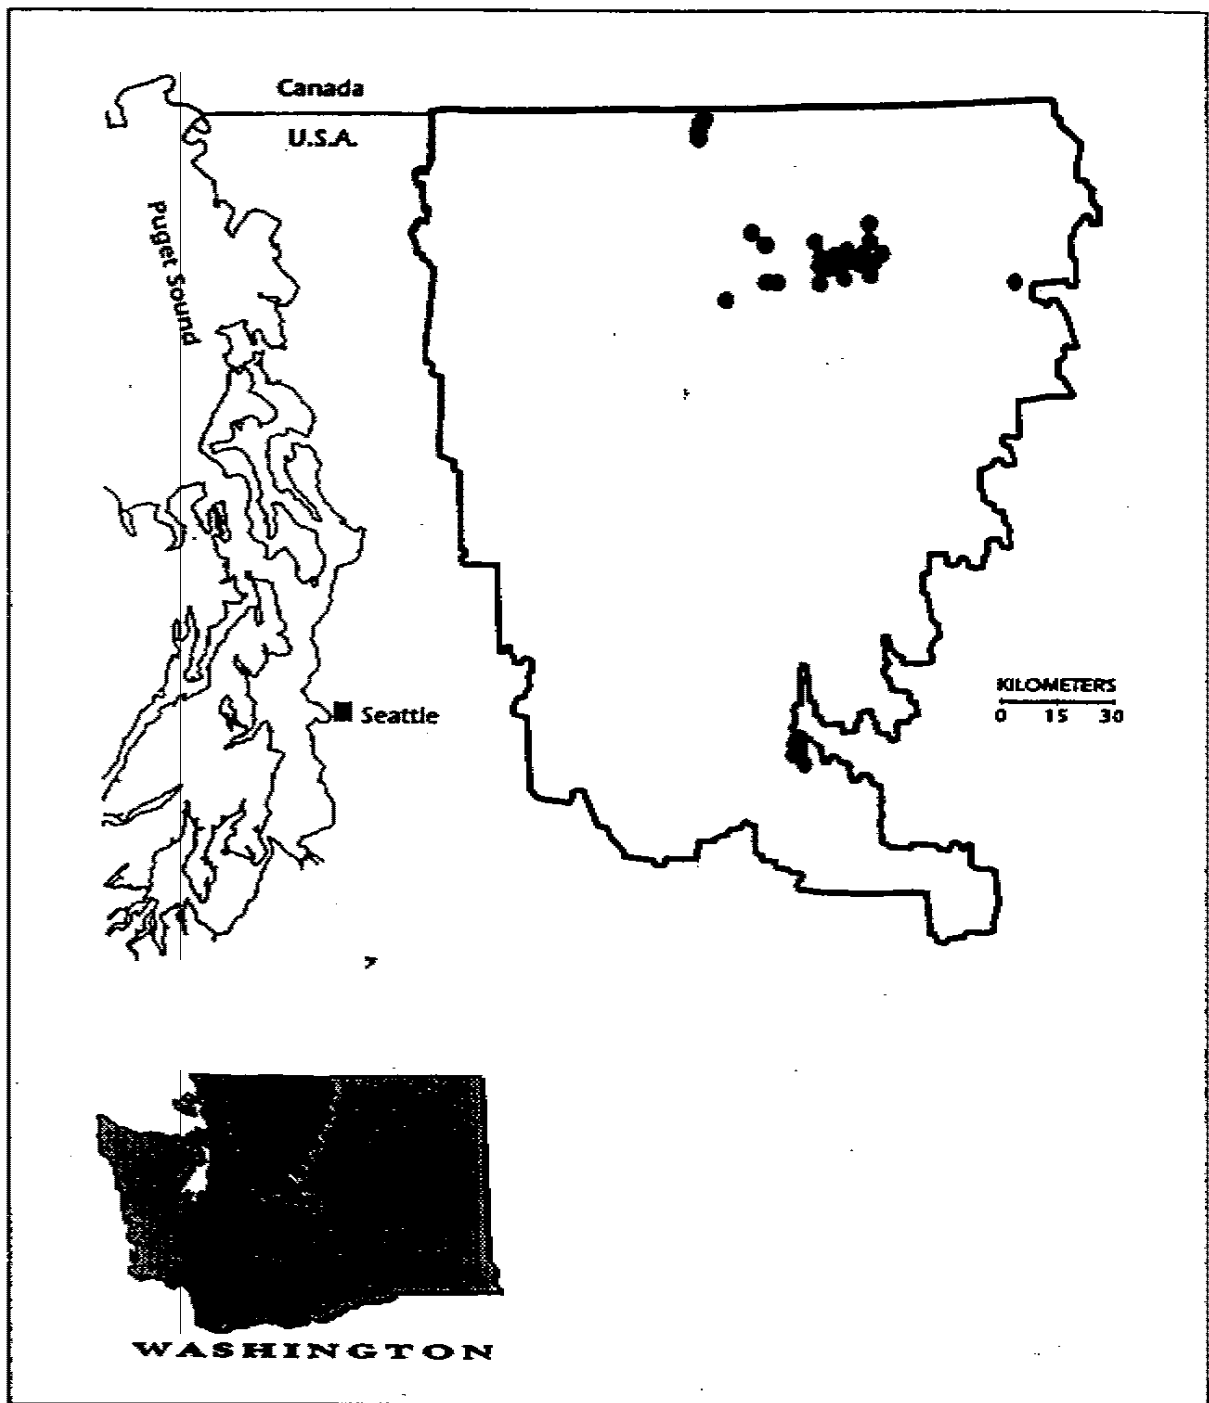 Canada
U.S.A.
Puget Sound
KILOMETERS
0 15 30
Seattle
WASHINGTON